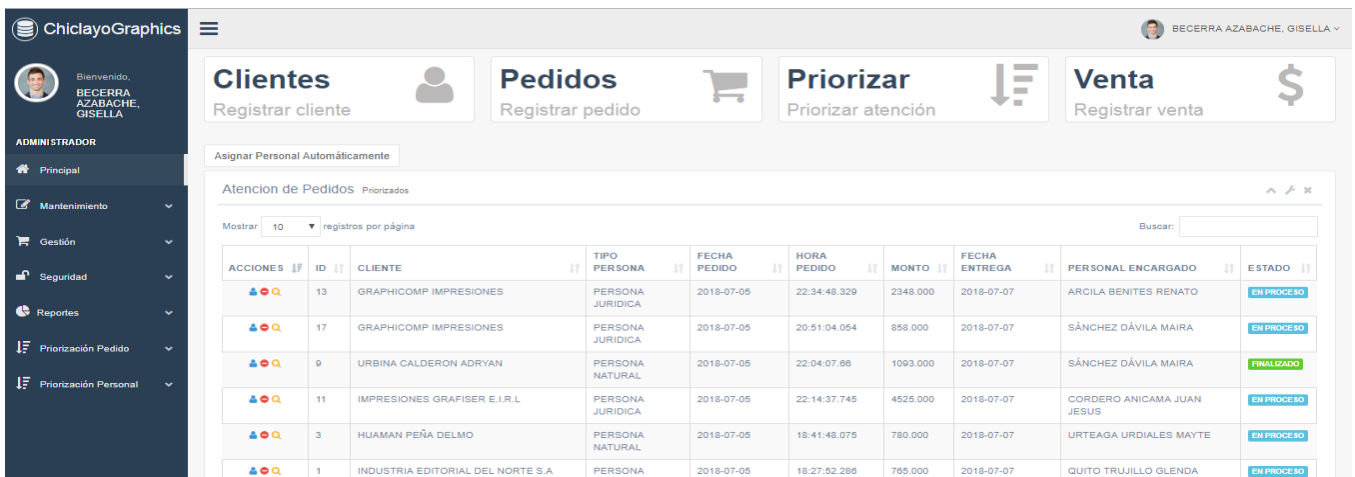 ChiclayoGraphics
BECERRA AZABACHE, GISELLA
Bienvenido,
BECERRA
AZABACHE,
GISELLA
ADMINISTRADOR
Principal
Mantenimiento
Gestión
Seguridad
Reportes
Priorización Pedido
Priorización Personal
Clientes
Registrar cliente
Pedidos
Registrar pedido
Priorizar
Priorizar atención
Venta
Registrar venta
Asignar Personal Automáticamente
Atencion de Pedidos Priorizados
Mostrar 10 registros por página
Buscar:
ACCIONES ID CLIENTE TIPO PERSONA FECHA PEDIDO HORA PEDIDO MONTO FECHA ENTREGA PERSONAL ENCARGADO ESTADO
13 GRAPHICOMP IMPRESIONES PERSONA JURIDICA 2018-07-05 22:34:48.329 2348.000 2018-07-07 ARCILA BENITES RENATO EN PROCESO
17 GRAPHICOMP IMPRESIONES PERSONA JURIDICA 2018-07-05 20:51:04.054 858.000 2018-07-07 SÁNCHEZ DÁVILA MAIRA EN PROCESO
9 URBINA CALDERON ADRYAN PERSONA NATURAL 2018-07-05 22:04:07.66 1093.000 2018-07-07 SÁNCHEZ DÁVILA MAIRA FINALIZADO
11 IMPRESIONES GRAFISER E.I.R.L PERSONA JURIDICA 2018-07-05 22:14:37.745 4525.000 2018-07-07 CORDERO ANICAMA JUAN JESUS EN PROCESO
3 HUAMAN PEÑA DELMO PERSONA NATURAL 2018-07-05 18:41:48.075 780.000 2018-07-07 URTEAGA URDIALES MAYTE EN PROCESO
1 INDUSTRIA EDITORIAL DEL NORTE S.A PERSONA 2018-07-05 18:27:52.286 765.000 2018-07-07 QUITO TRUJILLO GLENDA EN PROCESO